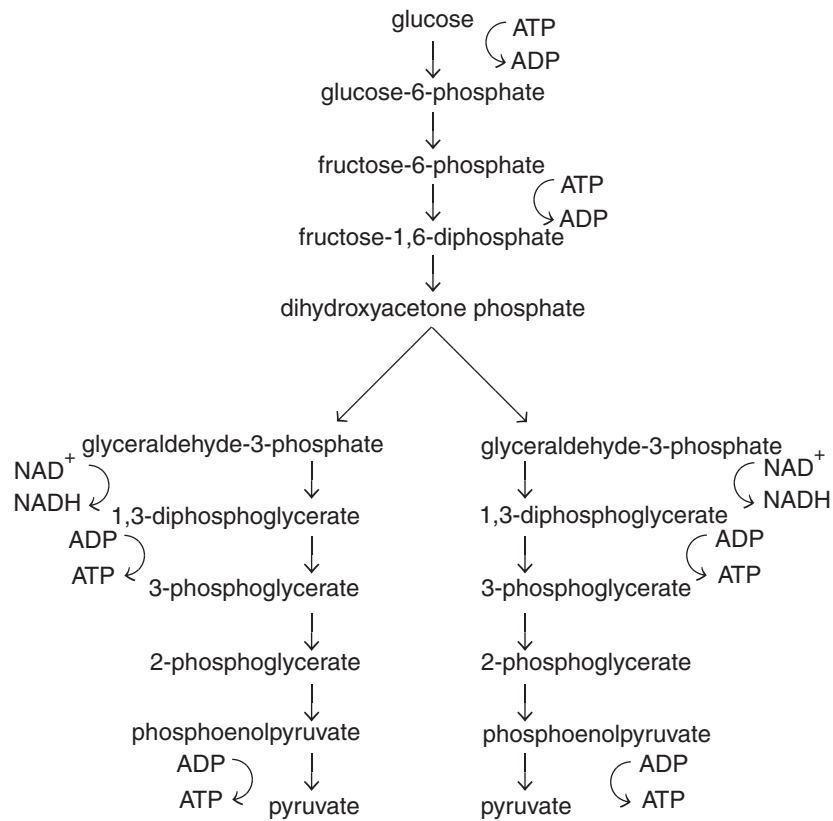 glucose
ATP
ADP
glucose-6-phosphate
fructose-6-phosphate
ATP
ADP
fructose-1,6-diphosphate
dihydroxyacetone phosphate
glyceraldehyde-3-phosphate
NAD+
NADH
1,3-diphosphoglycerate
ADP
ATP
3-phosphoglycerate
2-phosphoglycerate
phosphoenolpyruvate
ADP
ATP
pyruvate
glyceraldehyde-3-phosphate
NAD+
NADH
1,3-diphosphoglycerate
ADP
ATP
3-phosphoglycerate
2-phosphoglycerate
phosphoenolpyruvate
ADP
ATP
pyruvate